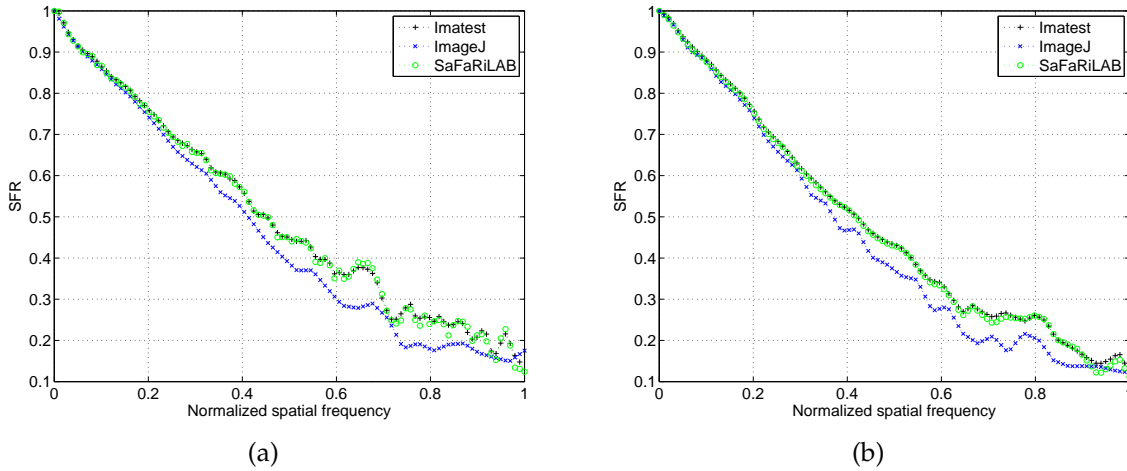 1
0.9
0.8
0.7
0.6
0.5
0.4
0.3
0.2
0.1
0 0.2 0.4 0.6 0.8 1
SFR
Normalized spatial frequency
Imatest
ImageJ
SaFaRiLAB
(a)
1
0.9
0.8
0.7
0.6
0.5
0.4
0.3
0.2
0.1
0 0.2 0.4 0.6 0.8 1
SFR
Normalized spatial frequency
Imatest
ImageJ
SaFaRiLAB
(b)